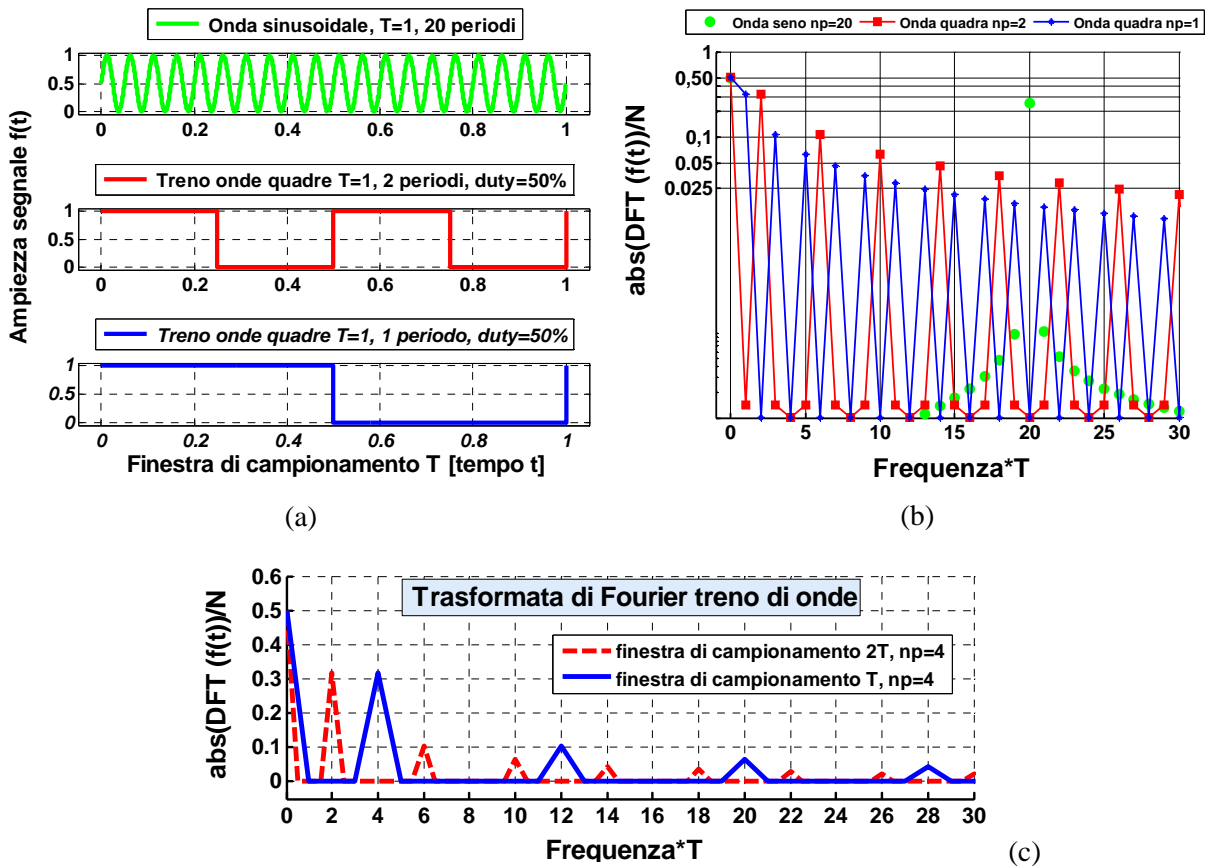 Onda sinusoidale, T=1, 20 periodi
1
0.5
0
0 0.2 0.4 0.6 0.8 1
Treno onde quadre T=1, 2 periodi, duty=50%
1
0.5
0
0 0.2 0.4 0.6 0.8 1
Treno onde quadre T=1, 1 periodo, duty=50%
1
0.5
0
0 0.2 0.4 0.6 0.8 1
Ampiezza segnale f(t)
Finestra di campionamento T [tempo t]
(a)
Onda seno np=20 Onda quadra np=2 Onda quadra np=1
1
0,50
0,1
0.05
0.025
abs(DFT (f(t))/N
0 5 10 15 20 25 30
Frequenza*T
(b)
Trasformata di Fourier treno di onde
finestra di campionamento 2T, np=4
finestra di campionamento T, np=4
0.6
0.5
0.4
0.3
0.2
0.1
0
abs(DFT (f(t))/N
0 2 4 6 8 10 12 14 16 18 20 22 24 26 28 30
Frequenza*T
(c)